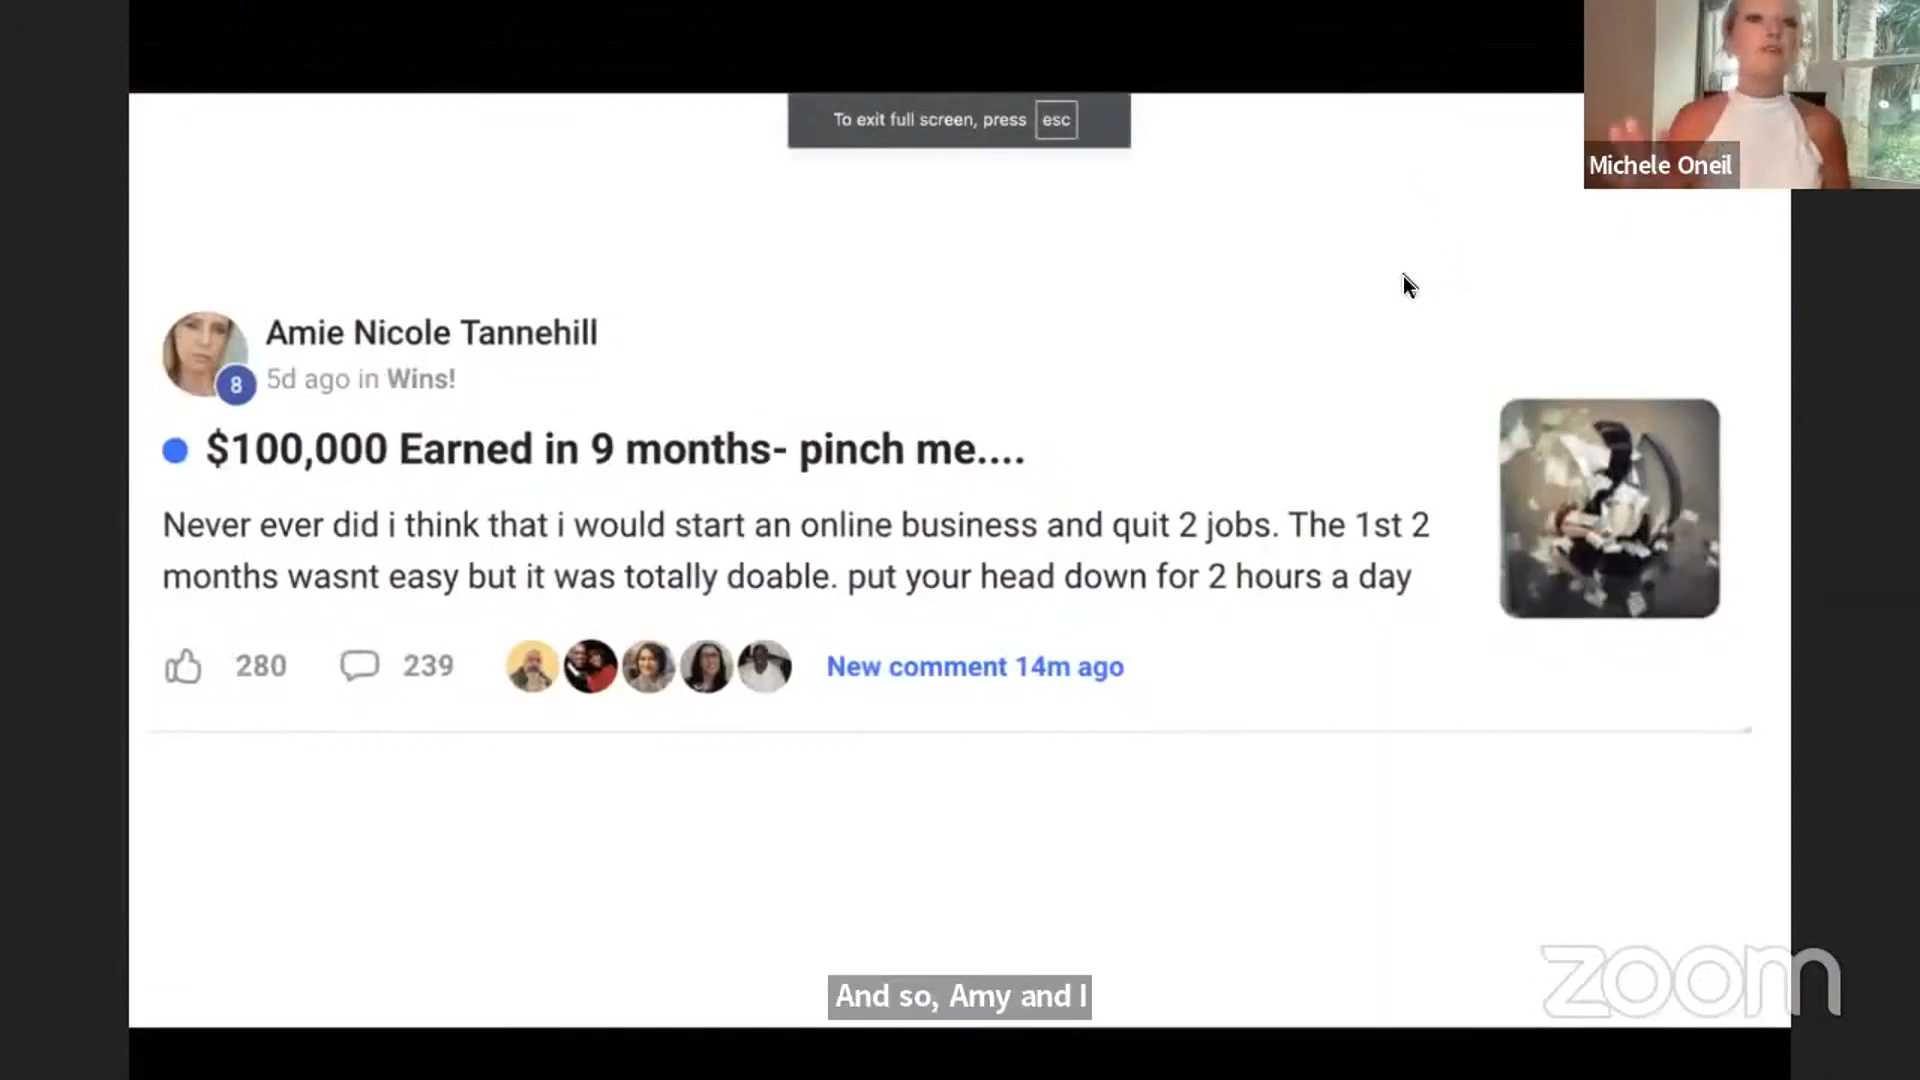 To exit full screen, press esc
Michele Oneil
Amie Nicole Tannehill
8
5d ago in Wins!
$100,000 Earned in 9 months- pinch me....
Never ever did i think that i would start an online business and quit 2 jobs. The 1st 2
months wasnt easy but it was totally doable. put your head down for 2 hours a day
280 239 New comment 14m ago
zoom
And so, Amy and I